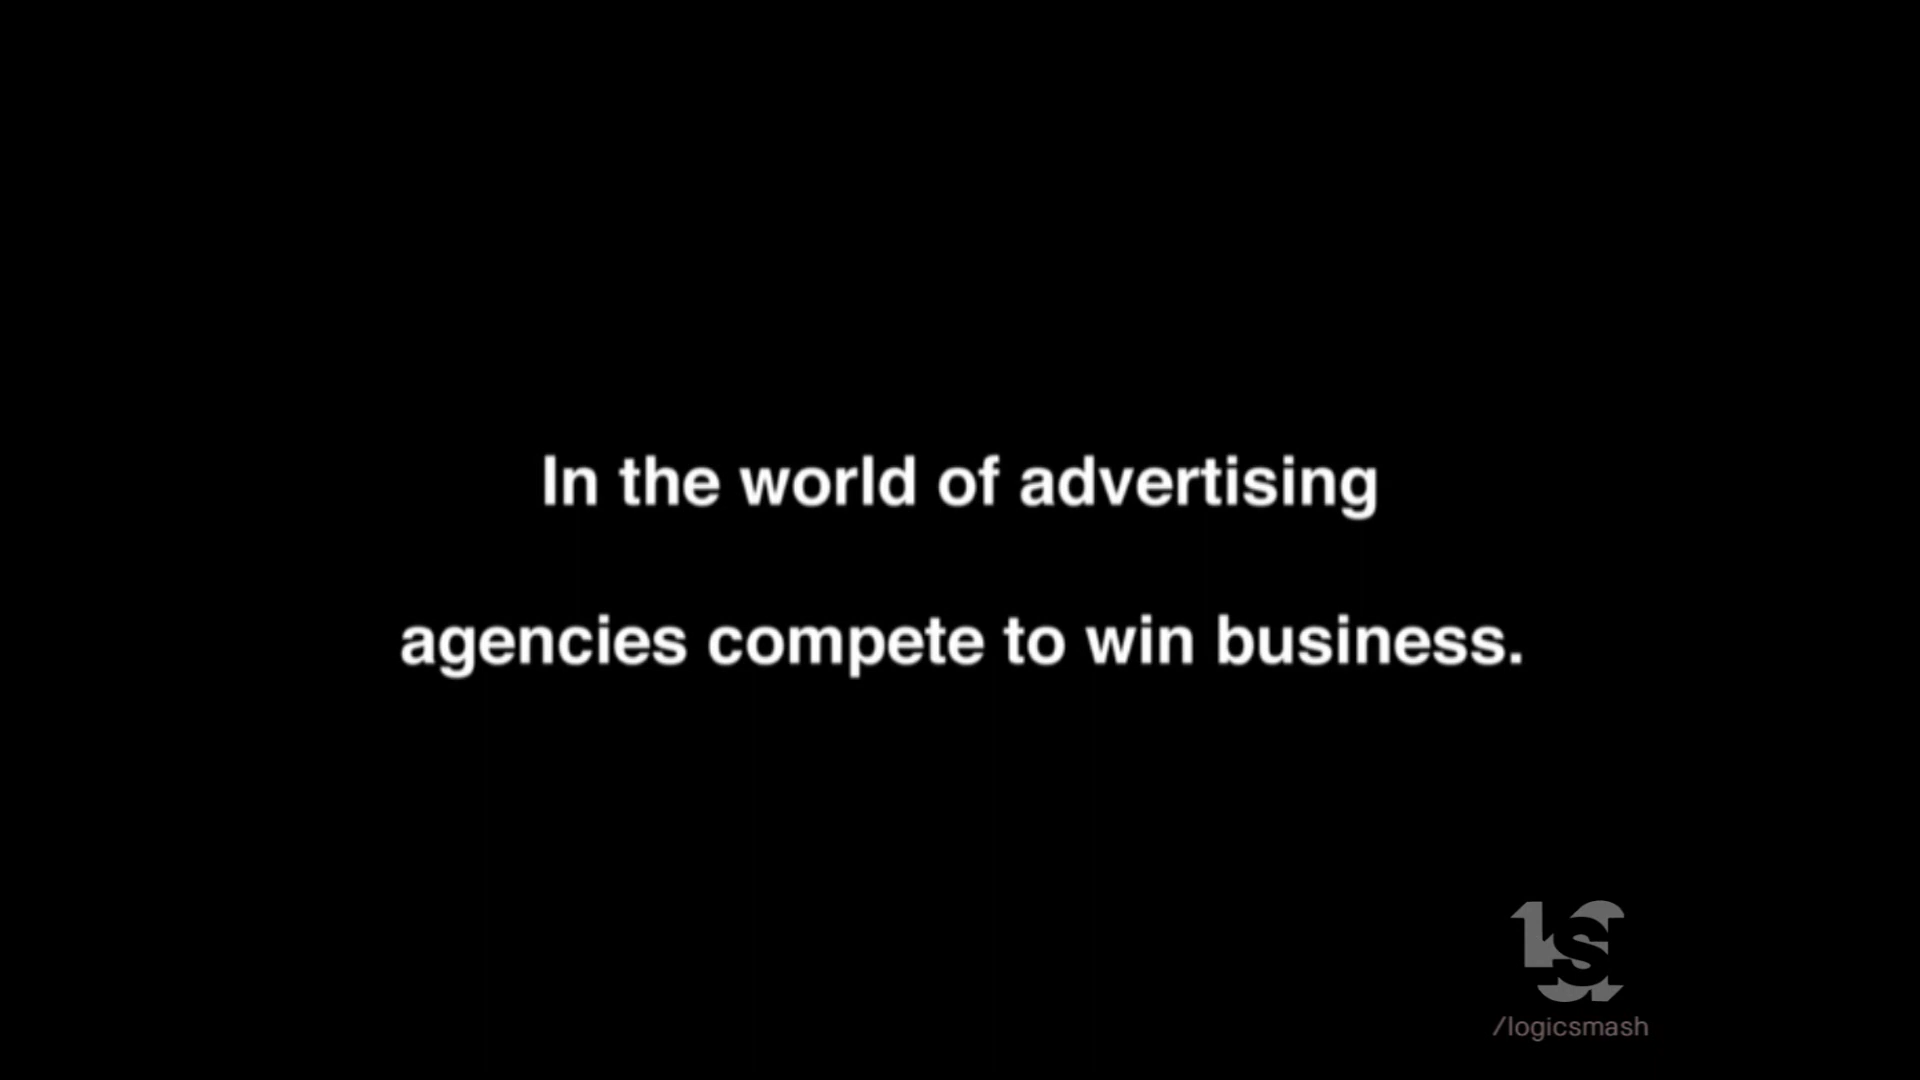 In the world of advertising
agencies compete to win business.
/logicsmash